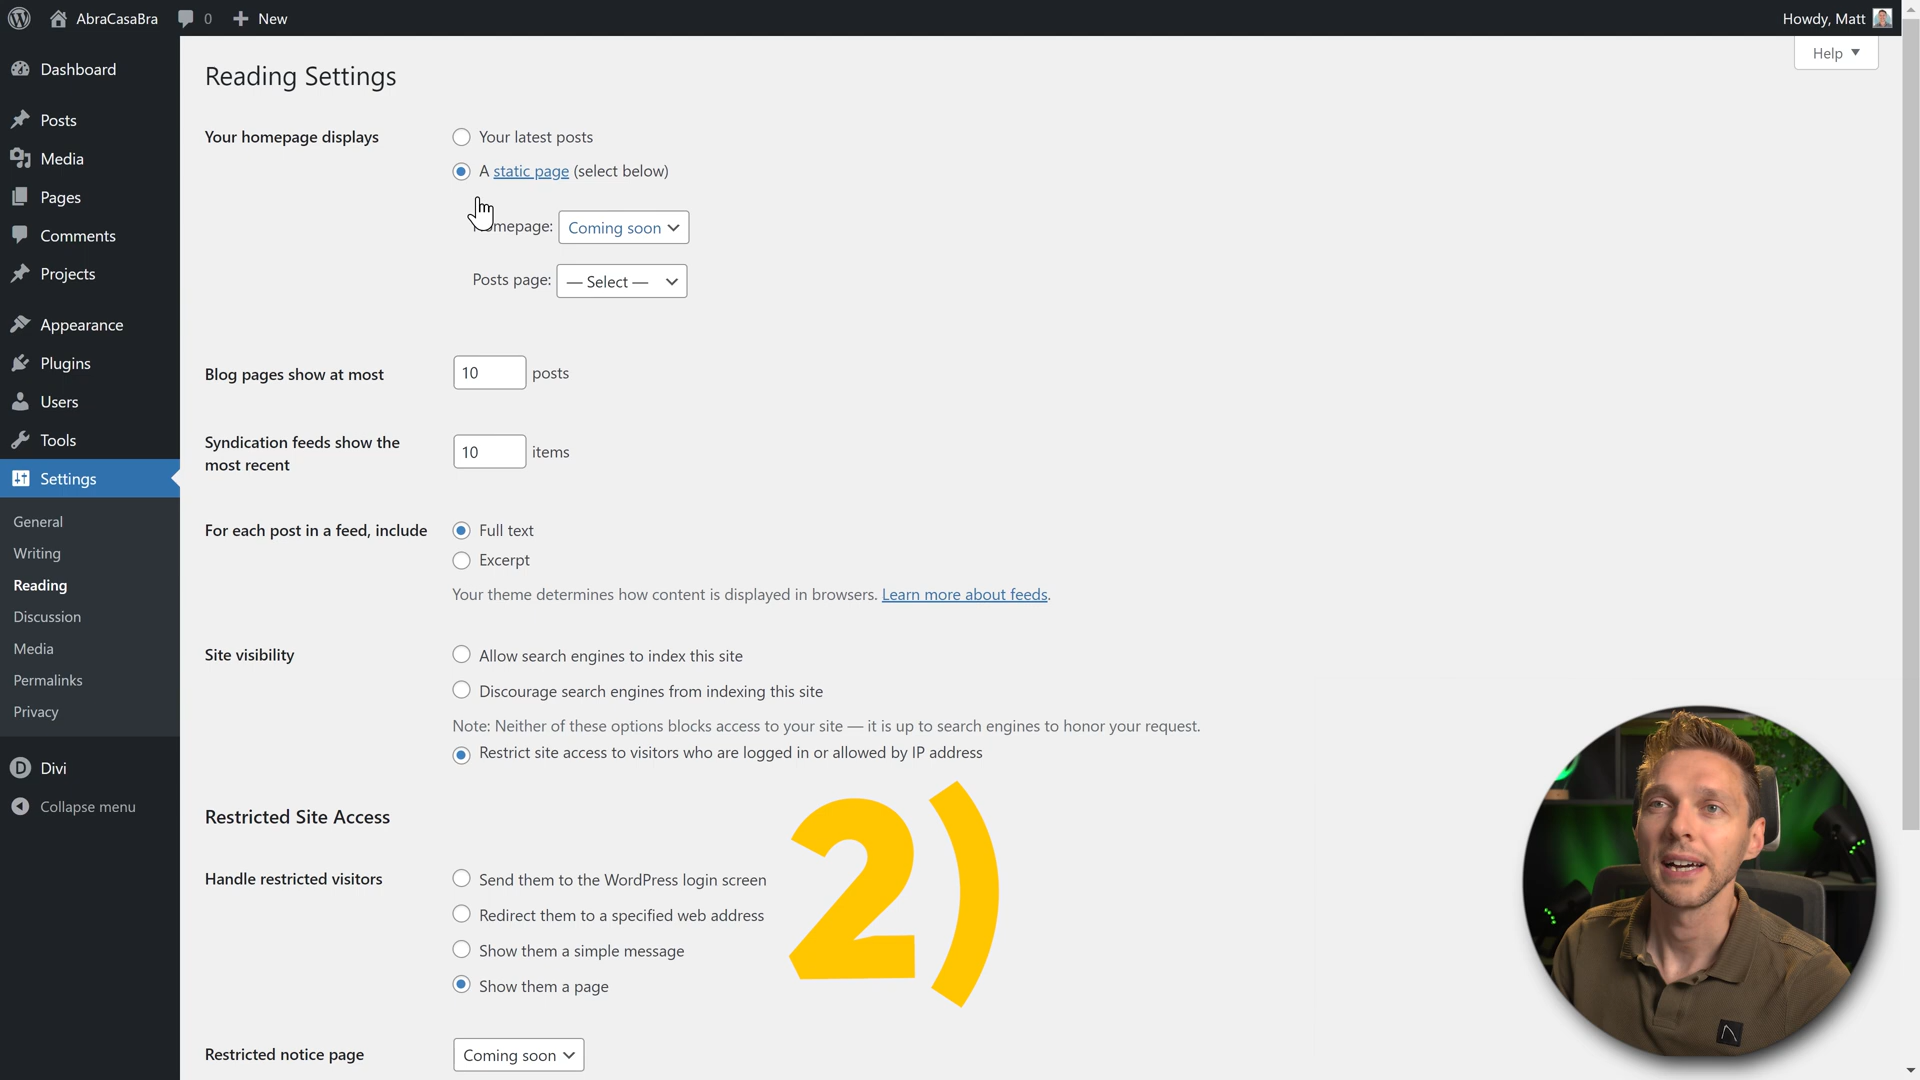 AbraCasaBra
0
New
Howdy, Matt
Help
Dashboard
Posts
Media
Pages
Comments
Projects
Appearance
Plugins
Users
Tools
Settings
General
Writing
Reading
Discussion
Media
Permalinks
Privacy
Divi
Collapse menu
Reading Settings
Your homepage displays
Your latest posts
A static page (select below)
Coming soon
Posts page: — Select —
Blog pages show at most
10 posts
Syndication feeds show the
most recent
10 items
For each post in a feed, include
Full text
Excerpt
Your theme determines how content is displayed in browsers. Learn more about feeds.
Site visibility
Allow search engines to index this site
Discourage search engines from indexing this site
Note: Neither of these options blocks access to your site — it is up to search engines to honor your request.
Restrict site access to visitors who are logged in or allowed by IP address
Restricted Site Access
Handle restricted visitors
Send them to the WordPress login screen
Redirect them to a specified web address
Show them a simple message
Show them a page
2)
Restricted notice page
Coming soon